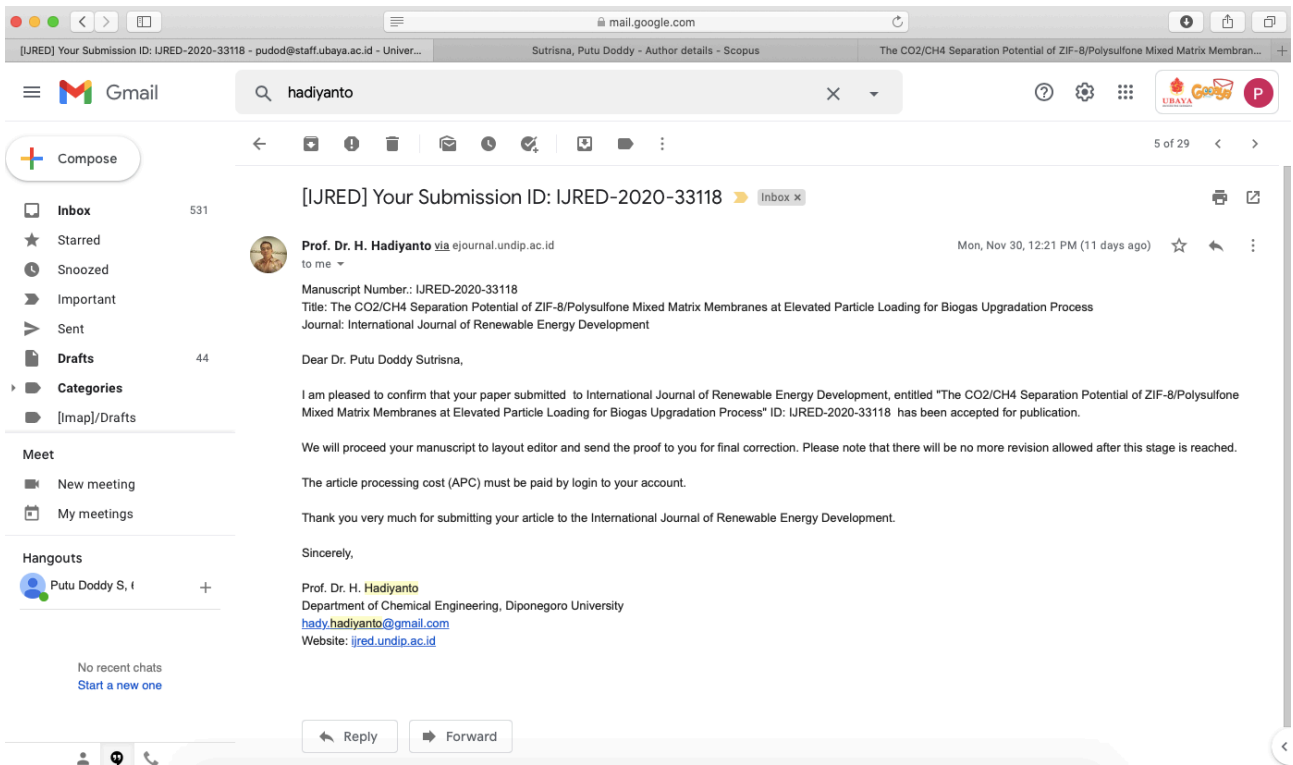 mail.google.com
[IJRED] Your Submission ID: IJRED-2020-33118 - pudod@staff.ubaya.ac.id - Univer...
Sutrisna, Putu Doddy - Author details - Scopus
The CO2/CH4 Separation Potential of ZIF-8/Polysulfone Mixed Matrix Membran...
Gmail
hadiyanto
UBAYA
P
Compose
5 of 29
Inbox 531
Starred
Snoozed
Important
Sent
Drafts 44
Categories
[Imap]/Drafts
Meet
New meeting
My meetings
Hangouts
Putu Doddy S,
No recent chats
Start a new one
[IJRED] Your Submission ID: IJRED-2020-33118
Inbox x
Prof. Dr. H. Hadiyanto via ejournal.undip.ac.id
Mon, Nov 30, 12:21 PM (11 days ago)
to me
Manuscript Number.: IJRED-2020-33118
Title: The CO2/CH4 Separation Potential of ZIF-8/Polysulfone Mixed Matrix Membranes at Elevated Particle Loading for Biogas Upgradation Process
Journal: International Journal of Renewable Energy Development
Dear Dr. Putu Doddy Sutrisna,
I am pleased to confirm that your paper submitted to International Journal of Renewable Energy Development, entitled "The CO2/CH4 Separation Potential of ZIF-8/Polysulfone
Mixed Matrix Membranes at Elevated Particle Loading for Biogas Upgradation Process" ID: IJRED-2020-33118 has been accepted for publication.
We will proceed your manuscript to layout editor and send the proof to you for final correction. Please note that there will be no more revision allowed after this stage is reached.
The article processing cost (APC) must be paid by login to your account.
Thank you very much for submitting your article to the International Journal of Renewable Energy Development.
Sincerely,
Prof. Dr. H. Hadiyanto
Department of Chemical Engineering, Diponegoro University
hady.hadiyanto@gmail.com
Website: ijred.undip.ac.id
Reply
Forward